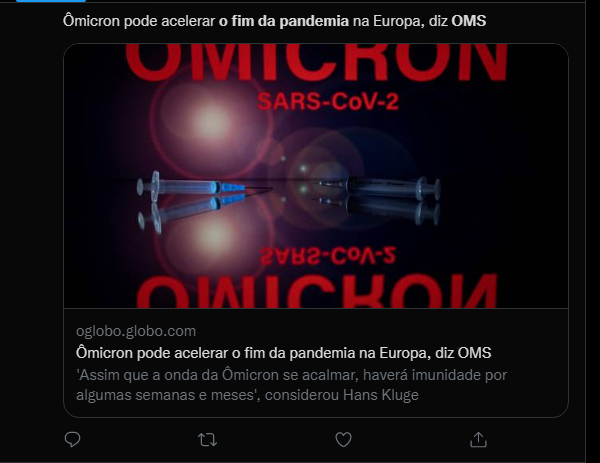 Ômicron pode acelerar o fim da pandemia na Europa, diz OMS
OMICRON
SARS-CoV-2
SARS-CoV-2
OMICRON
oglobo.globo.com
Ômicron pode acelerar o fim da pandemia na Europa, diz OMS
'Assim que a onda da Ômicron se acalmar, haverá imunidade por
algumas semanas e meses', considerou Hans Kluge